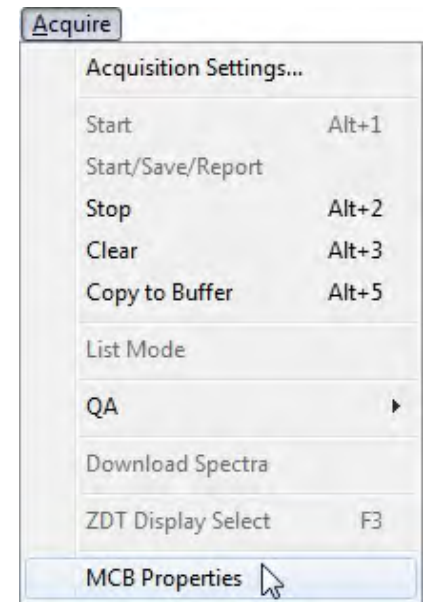 Acquire
Acquisition Settings...
Start Alt+1
Start/Save/Report
Stop Alt+2
Clear Alt+3
Copy to Buffer Alt+5
List Mode
QA
Download Spectra
ZDT Display Select F3
MCB Properties